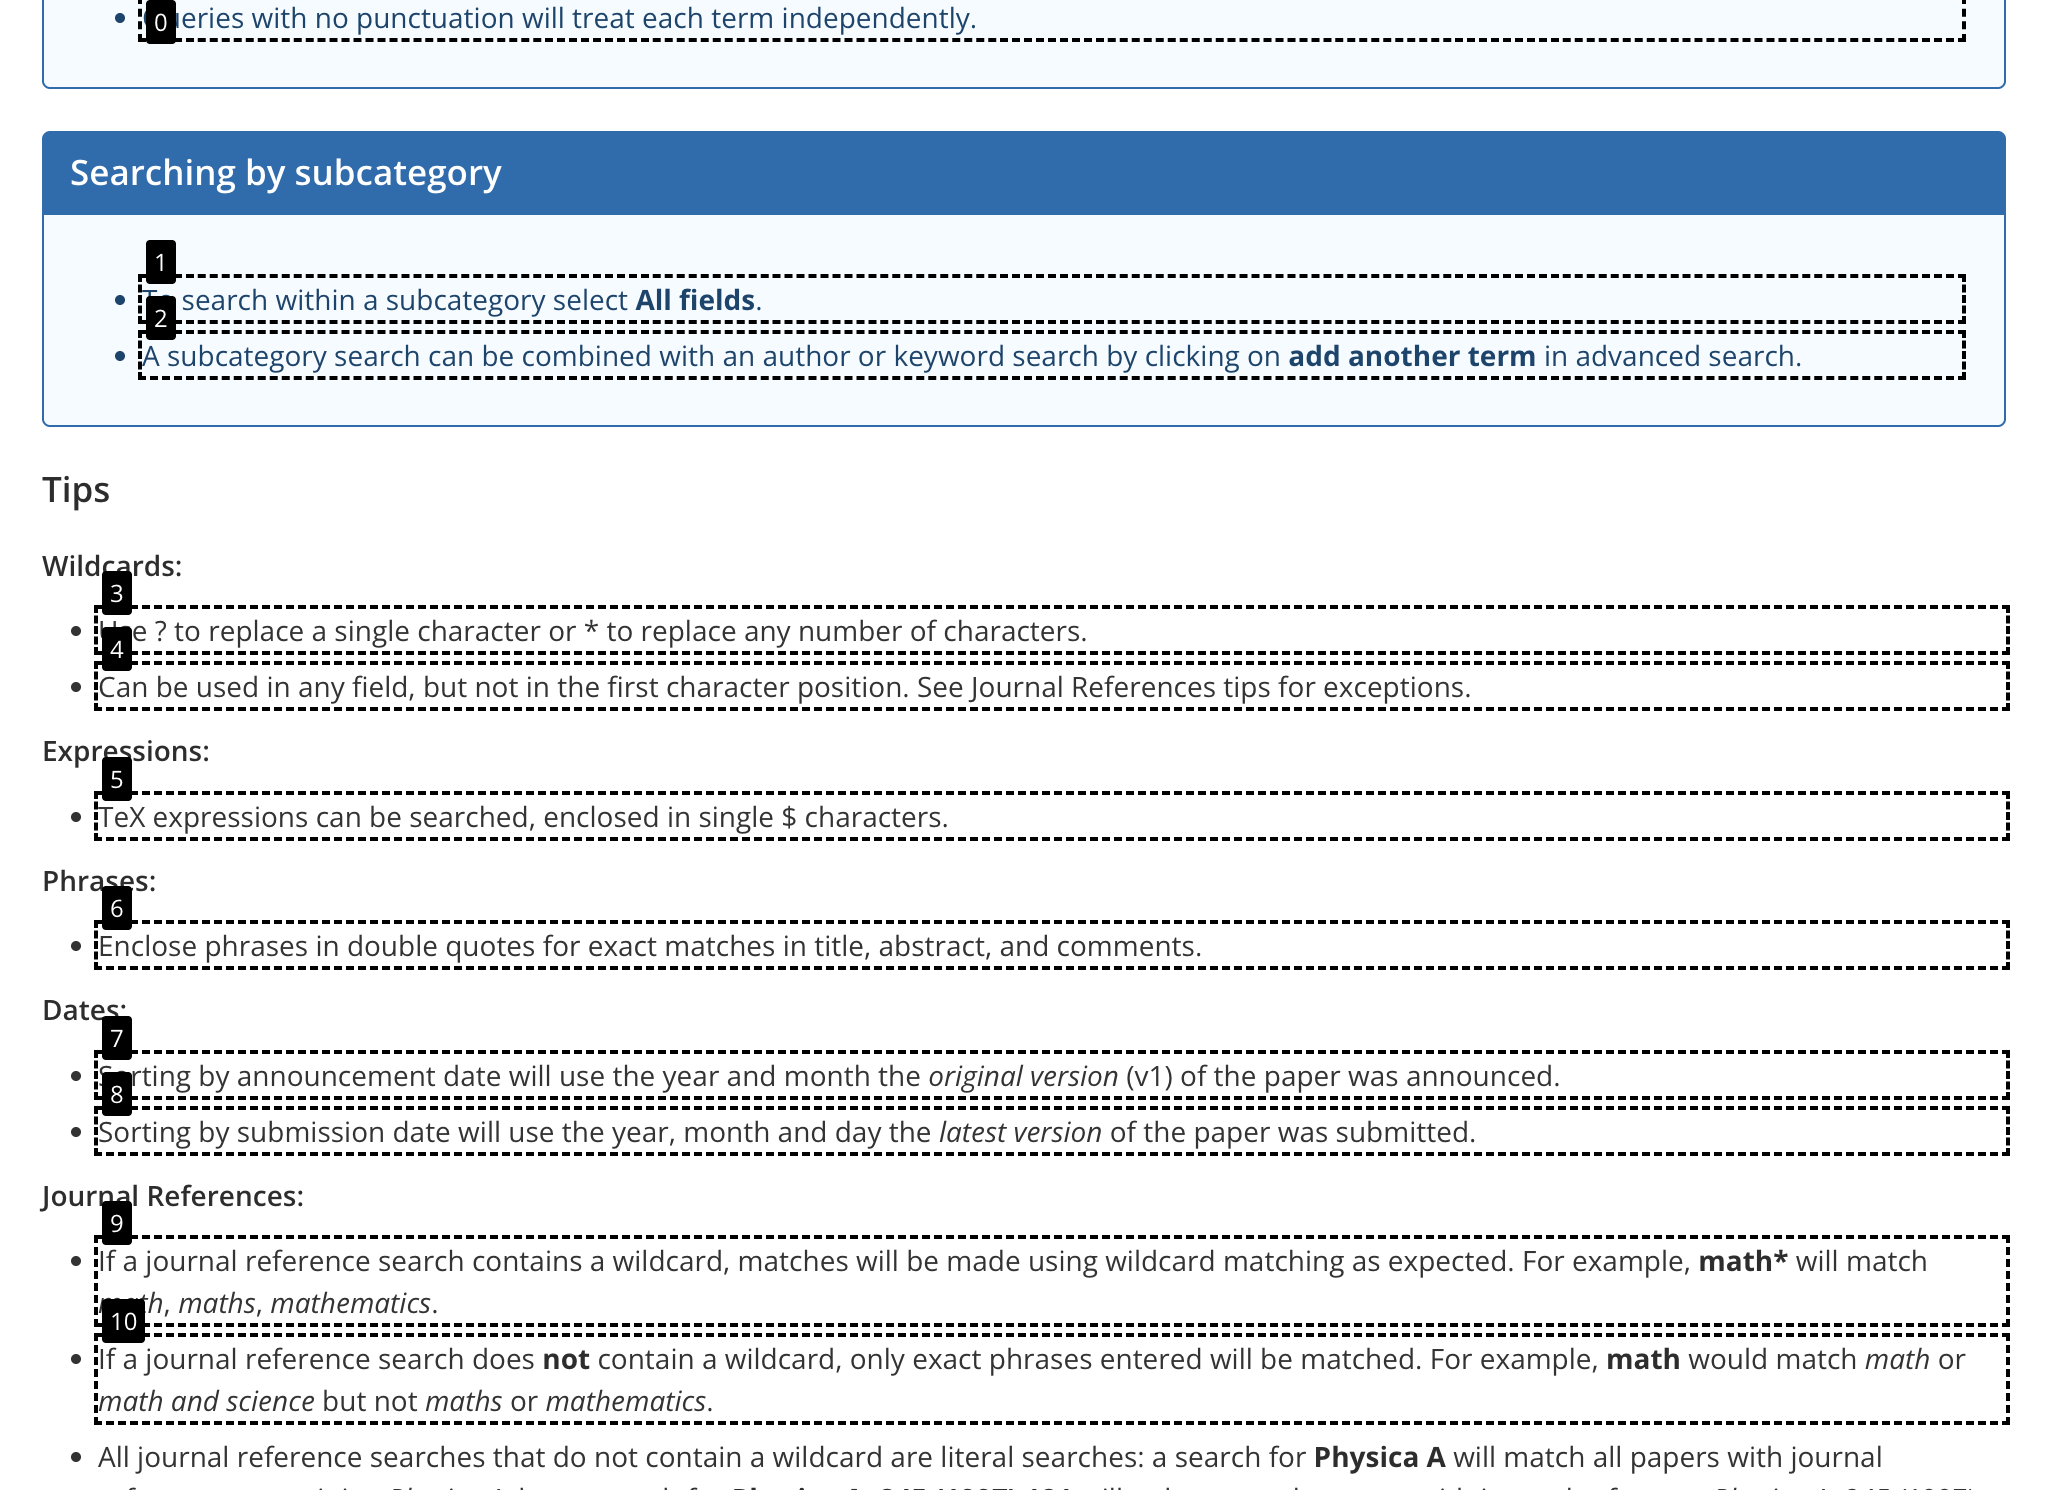 0
ueries with no punctuation will treat each term independently.
Searching by subcategory
1
search within a subcategory select All fields.
2
A subcategory search can be combined with an author or keyword search by clicking on add another term in advanced search.
Tips
Wildcards:
3
? to replace a single character or * to replace any number of characters.
4
Can be used in any field, but not in the first character position. See Journal References tips for exceptions.
Expressions:
5
TeX expressions can be searched, enclosed in single $ characters.
Phrases:
6
Enclose phrases in double quotes for exact matches in title, abstract, and comments.
Dates:
7
Sorting by announcement date will use the year and month the original version (v1) of the paper was announced.
8
Sorting by submission date will use the year, month and day the latest version of the paper was submitted.
Journal References:
9
If a journal reference search contains a wildcard, matches will be made using wildcard matching as expected. For example, math* will match
math, maths, mathematics.
10
If a journal reference search does not contain a wildcard, only exact phrases entered will be matched. For example, math would match math or
math and science but not maths or mathematics.
All journal reference searches that do not contain a wildcard are literal searches: a search for Physica A will match all papers with journal